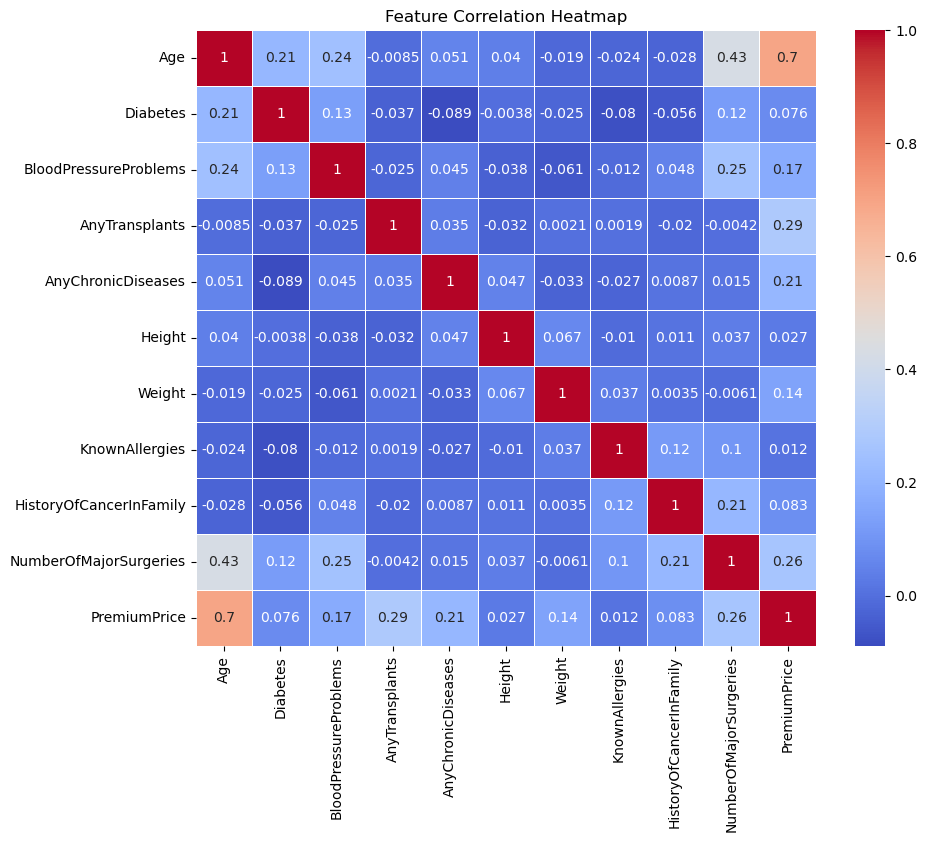 Feature Correlation Heatmap
Age 1 0.21 0.24 -0.0085 0.051 0.04 -0.019 -0.024 -0.028 0.43 0.7
Diabetes 0.21 1 0.13 -0.037 -0.089 -0.0038 -0.025 -0.08 -0.056 0.12 0.076
BloodPressureProblems 0.24 0.13 1 -0.025 0.045 -0.038 -0.061 -0.012 0.048 0.25 0.17
AnyTransplants -0.0085 -0.037 -0.025 1 0.035 -0.032 0.0021 0.0019 -0.02 -0.0042 0.29
AnyChronicDiseases 0.051 -0.089 0.045 0.035 1 0.047 -0.033 -0.027 0.0087 0.015 0.21
Height 0.04 -0.0038 -0.038 -0.032 0.047 1 0.067 -0.01 0.011 0.037 0.027
Weight -0.019 -0.025 -0.061 0.0021 -0.033 0.067 1 0.037 0.0035 -0.0061 0.14
KnownAllergies -0.024 -0.08 -0.012 0.0019 -0.027 -0.01 0.037 1 0.12 0.1 0.012
HistoryOfCancerInFamily -0.028 -0.056 0.048 -0.02 0.0087 0.011 0.0035 0.12 1 0.21 0.083
NumberOfMajorSurgeries 0.43 0.12 0.25 -0.0042 0.015 0.037 -0.0061 0.1 0.21 1 0.26
PremiumPrice 0.7 0.076 0.17 0.29 0.21 0.027 0.14 0.012 0.083 0.26 1
Age
Diabetes
BloodPressureProblems
AnyTransplants
AnyChronicDiseases
Height
Weight
KnownAllergies
HistoryOfCancerInFamily
NumberOfMajorSurgeries
PremiumPrice
1.0
0.8
0.6
0.4
0.2
0.0